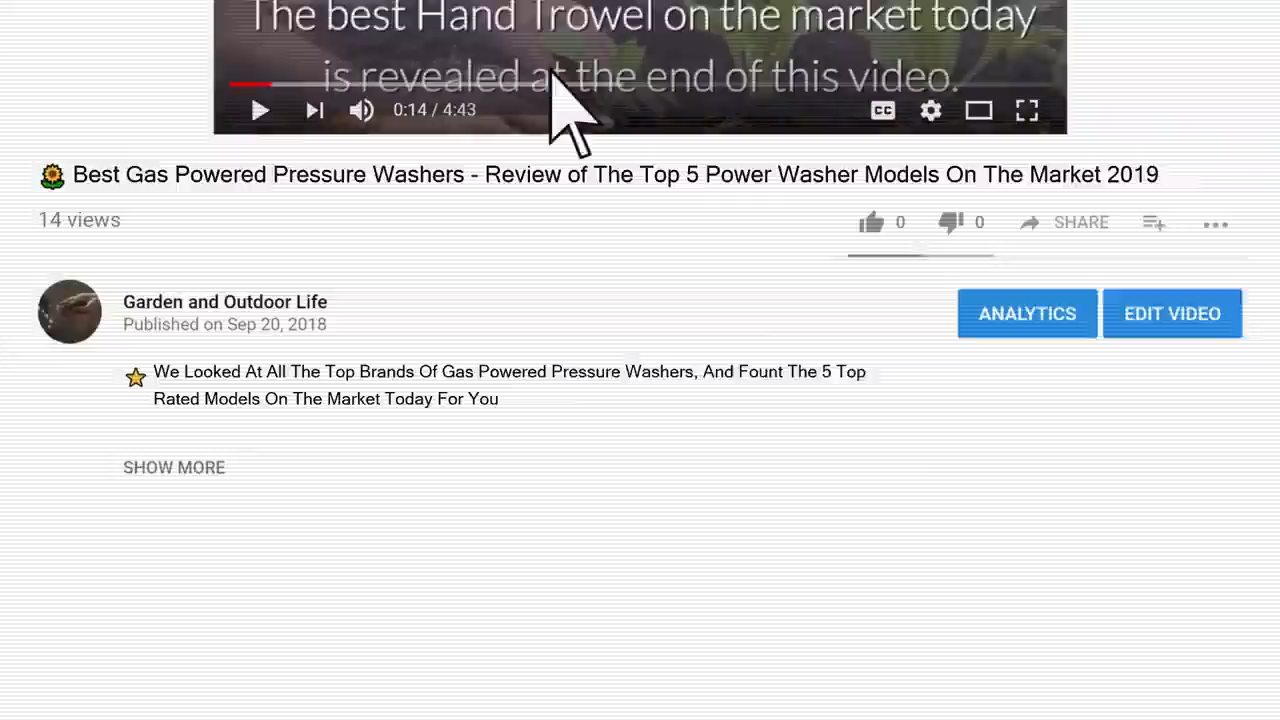 The best Hand Trowel on the market today
is revealed at the end of this video.
0:14 / 4:43
CC
Best Gas Powered Pressure Washers - Review of The Top 5 Power Washer Models On The Market 2019
14 views
0
0
SHARE
Garden and Outdoor Life
Published on Sep 20, 2018
ANALYTICS
EDIT VIDEO
We Looked At All The Top Brands Of Gas Powered Pressure Washers, And Fount The 5 Top
Rated Models On The Market Today For You
SHOW MORE